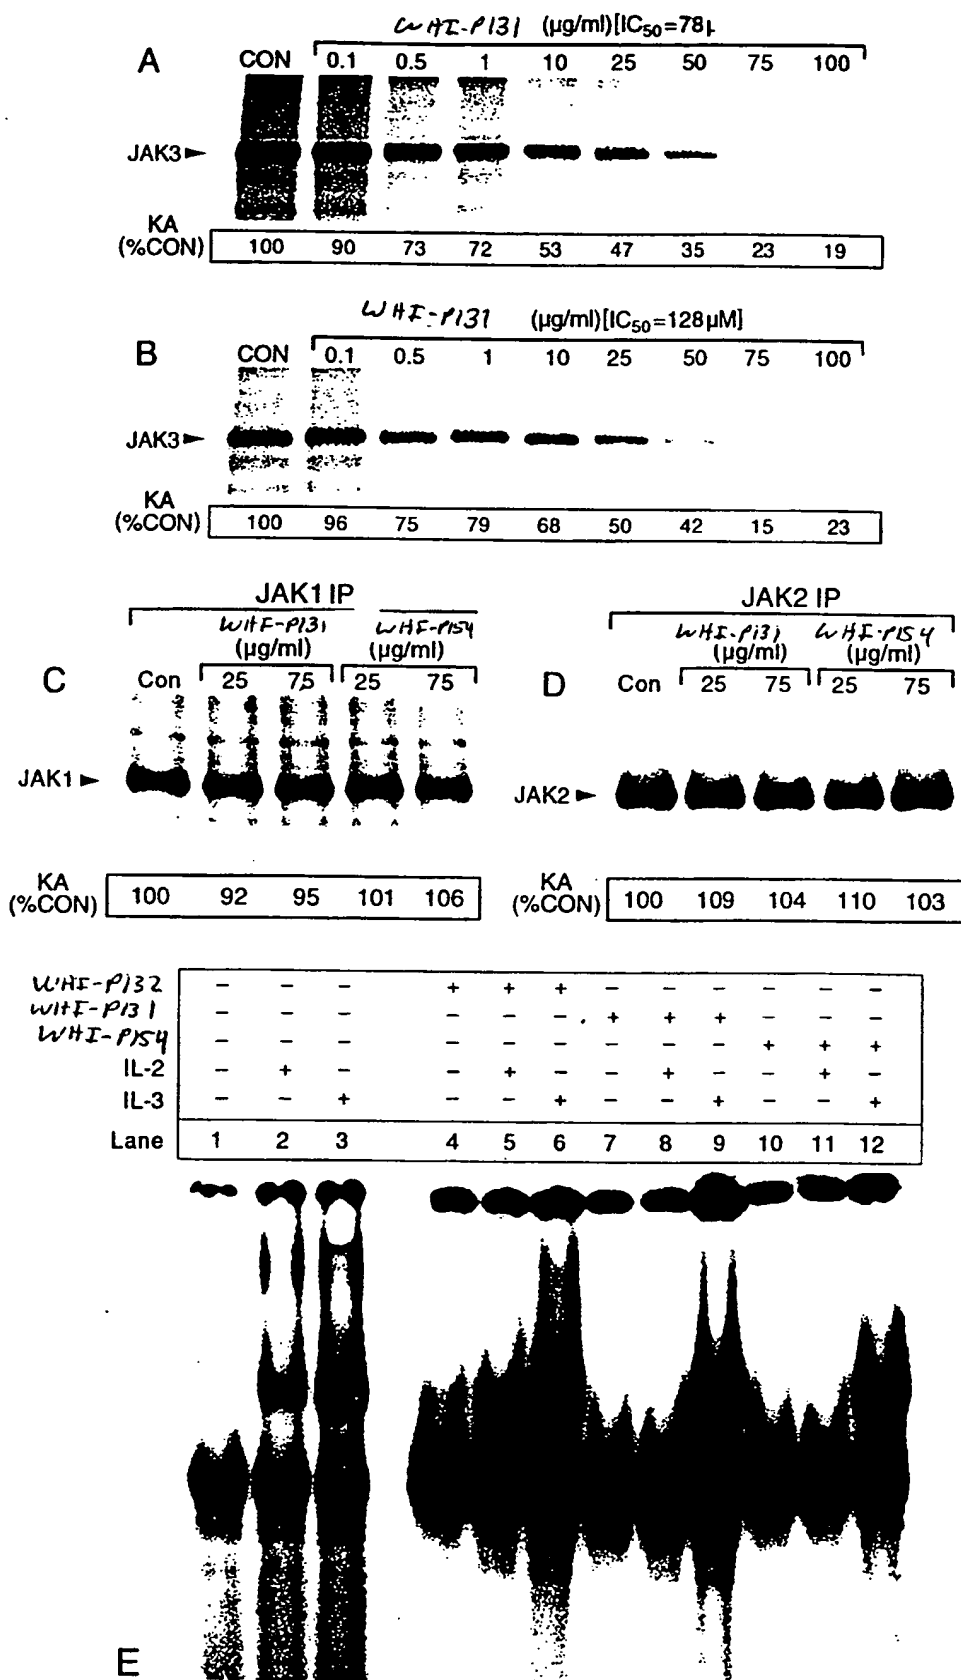 WHI-P131 (µg/ml)[IC50=78µ
A CON 0.1 0.5 1 10 25 50 75 100
JAK3
KA (%CON) 100 90 73 72 53 47 35 23 19
WHI-P131 (µg/ml)[IC50=128µM]
B CON 0.1 0.5 1 10 25 50 75 100
JAK3
KA (%CON) 100 96 75 79 68 50 42 15 23
JAK1 IP
WHI-P131 WHI-P154
(µg/ml) (µg/ml)
C Con 25 75 25 75
JAK1
KA (%CON) 100 92 95 101 106
JAK2 IP
WHI-P131 WHI-P154
(µg/ml) (µg/ml)
D Con 25 75 25 75
JAK2
KA (%CON) 100 109 104 110 103
WHI-P132 – – – + + + – – – – – –
WHI-P131 – – – – – – + + + – – –
WHI-P154 – – – – – – – – – + + +
IL-2 – + – – + – – + – – + –
IL-3 – – + – – + – – + – – +
Lane 1 2 3 4 5 6 7 8 9 10 11 12
E